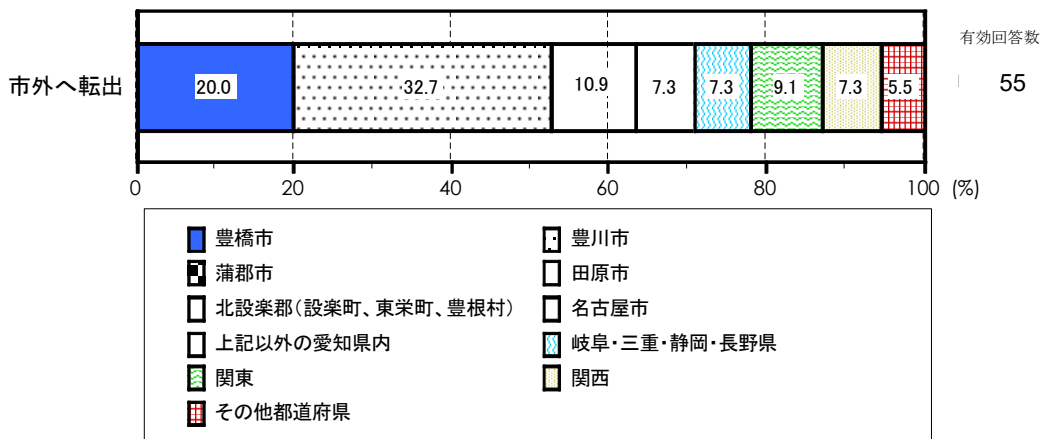 有効回答数
市外へ転出 20.0 32.7 10.9 7.3 7.3 9.1 7.3 5.5 55
0 20 40 60 80 100 (%)
豊橋市 豊川市
蒲郡市 田原市
北設楽郡(設楽町、東栄町、豊根村) 名古屋市
上記以外の愛知県内 岐阜・三重・静岡・長野県
関東 関西
その他都道府県